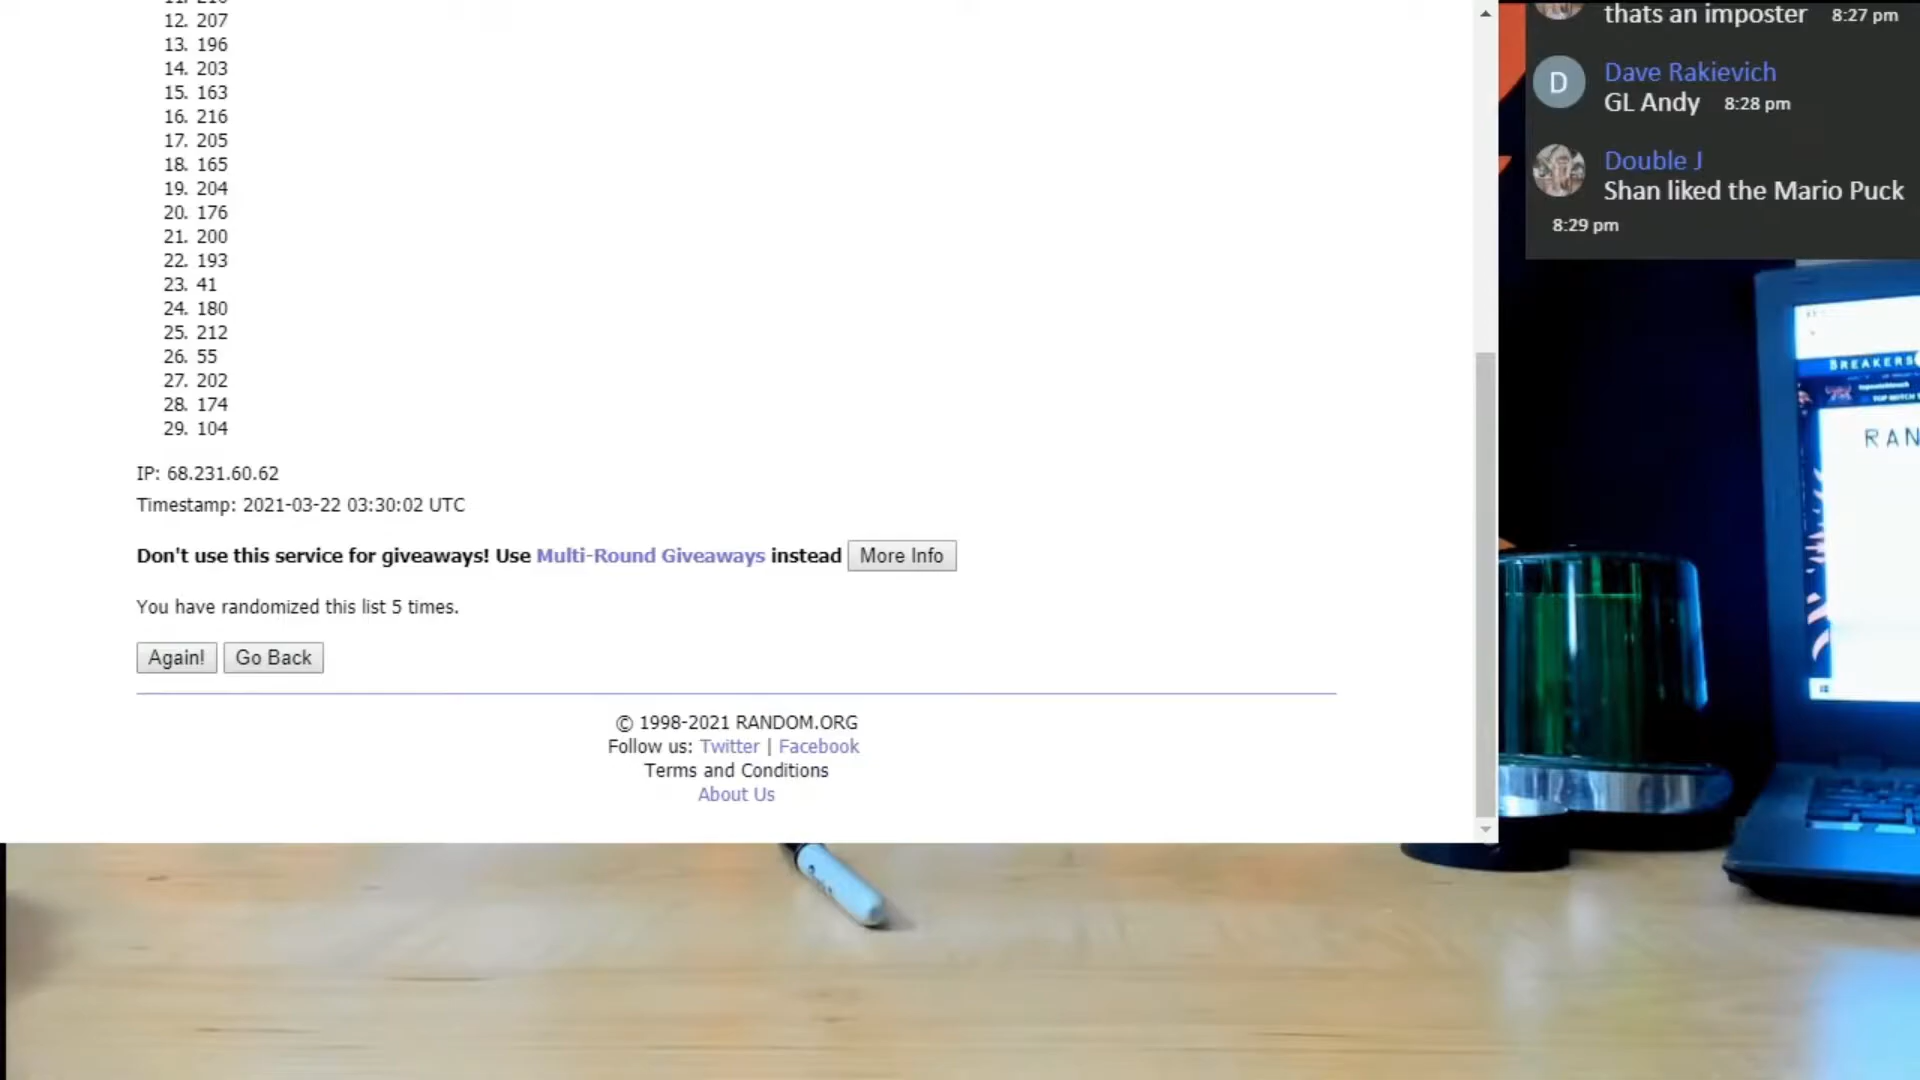 12. 207
13. 196
14. 203
15. 163
16. 216
17. 205
18. 165
19. 204
20. 176
21. 200
22. 193
23. 41
24. 180
25. 212
26. 55
27. 202
28. 174
29. 104
IP: 68.231.60.62
Timestamp: 2021-03-22 03:30:02 UTC
Don't use this service for giveaways! Use Multi-Round Giveaways instead More Info
You have randomized this list 5 times.
Again! Go Back
© 1998-2021 RANDOM.ORG
Follow us: Twitter | Facebook
Terms and Conditions
About Us
thats an imposter 8:27 pm
D
Dave Rakievich
GL Andy 8:28 pm
Double J
Shan liked the Mario Puck
8:29 pm
BREAKERS
RAN